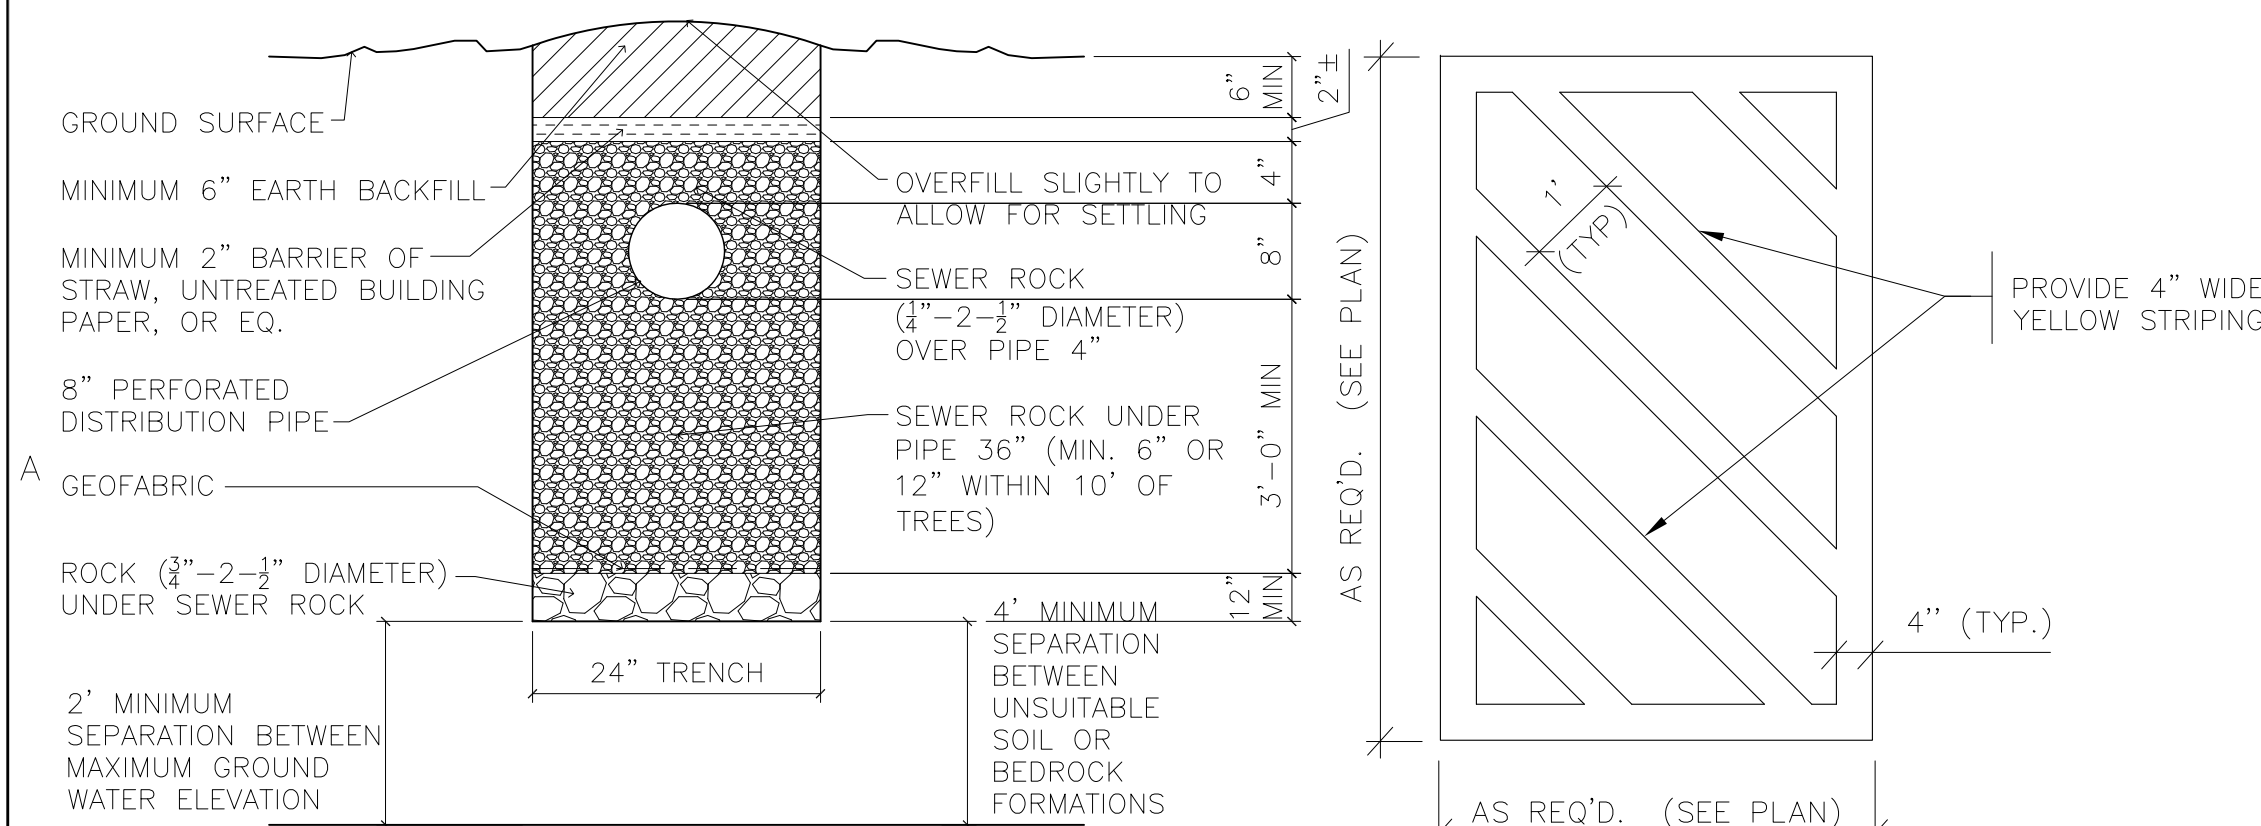 GROUND SURFACE
MINIMUM 6" EARTH BACKFILL
MINIMUM 2" BARRIER OF
STRAW, UNTREATED BUILDING
PAPER, OR EQ.
8" PERFORATED
DISTRIBUTION PIPE
A
GEOFABRIC
ROCK (3/4"-2-1/2" DIAMETER)
UNDER SEWER ROCK
2' MINIMUM
SEPARATION BETWEEN
MAXIMUM GROUND
WATER ELEVATION
24" TRENCH
OVERFILL SLIGHTLY TO
ALLOW FOR SETTLING
SEWER ROCK
(1/4"-2-1/2" DIAMETER)
OVER PIPE 4"
SEWER ROCK UNDER
PIPE 36" (MIN. 6" OR
12" WITHIN 10' OF
TREES)
4' MINIMUM
SEPARATION
BETWEEN
UNSUITABLE
SOIL OR
BEDROCK
FORMATIONS
6"
MIN
2"±
4"
8"
3'-0" MIN
12"
MIN
AS REQ'D. (SEE PLAN)
1'
(TYP)
PROVIDE 4" WIDE
YELLOW STRIPING
4'' (TYP.)
AS REQ'D. (SEE PLAN)